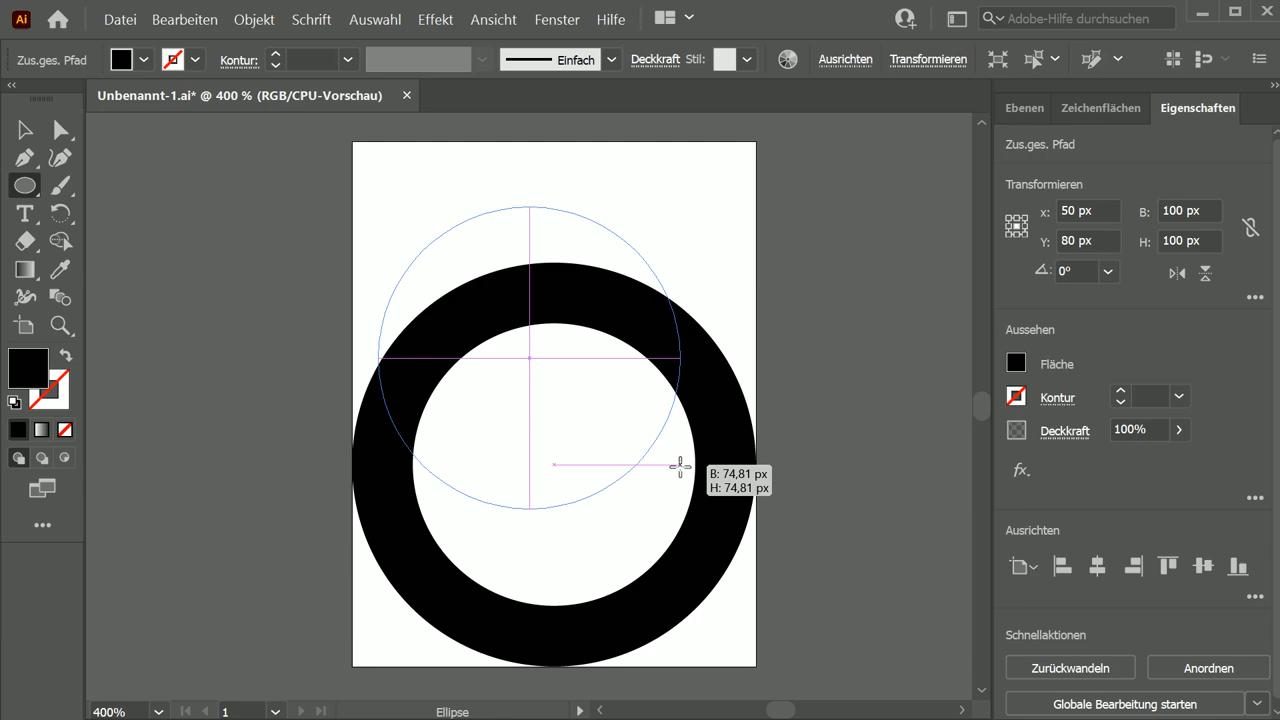 Ai Datei Bearbeiten Objekt Schrift Auswahl Effekt Ansicht Fenster Hilfe Adobe-Hilfe durchsuchen
Zus.ges. Pfad Kontur: Einfach Deckkraft Stil: Ausrichten Transformieren
Unbenannt-1.ai* @ 400 % (RGB/CPU-Vorschau)
Ebenen Zeichenflächen Eigenschaften
Zus.ges. Pfad
Transformieren
X: 50 px B: 100 px
Y: 80 px H: 100 px
0°
Aussehen
Fläche
Kontur
Deckkraft 100%
fx.
B: 74,81 px
H: 74,81 px
Ausrichten
Schnellaktionen
Zurückwandeln Anordnen
Globale Bearbeitung starten
400% 1 Ellipse